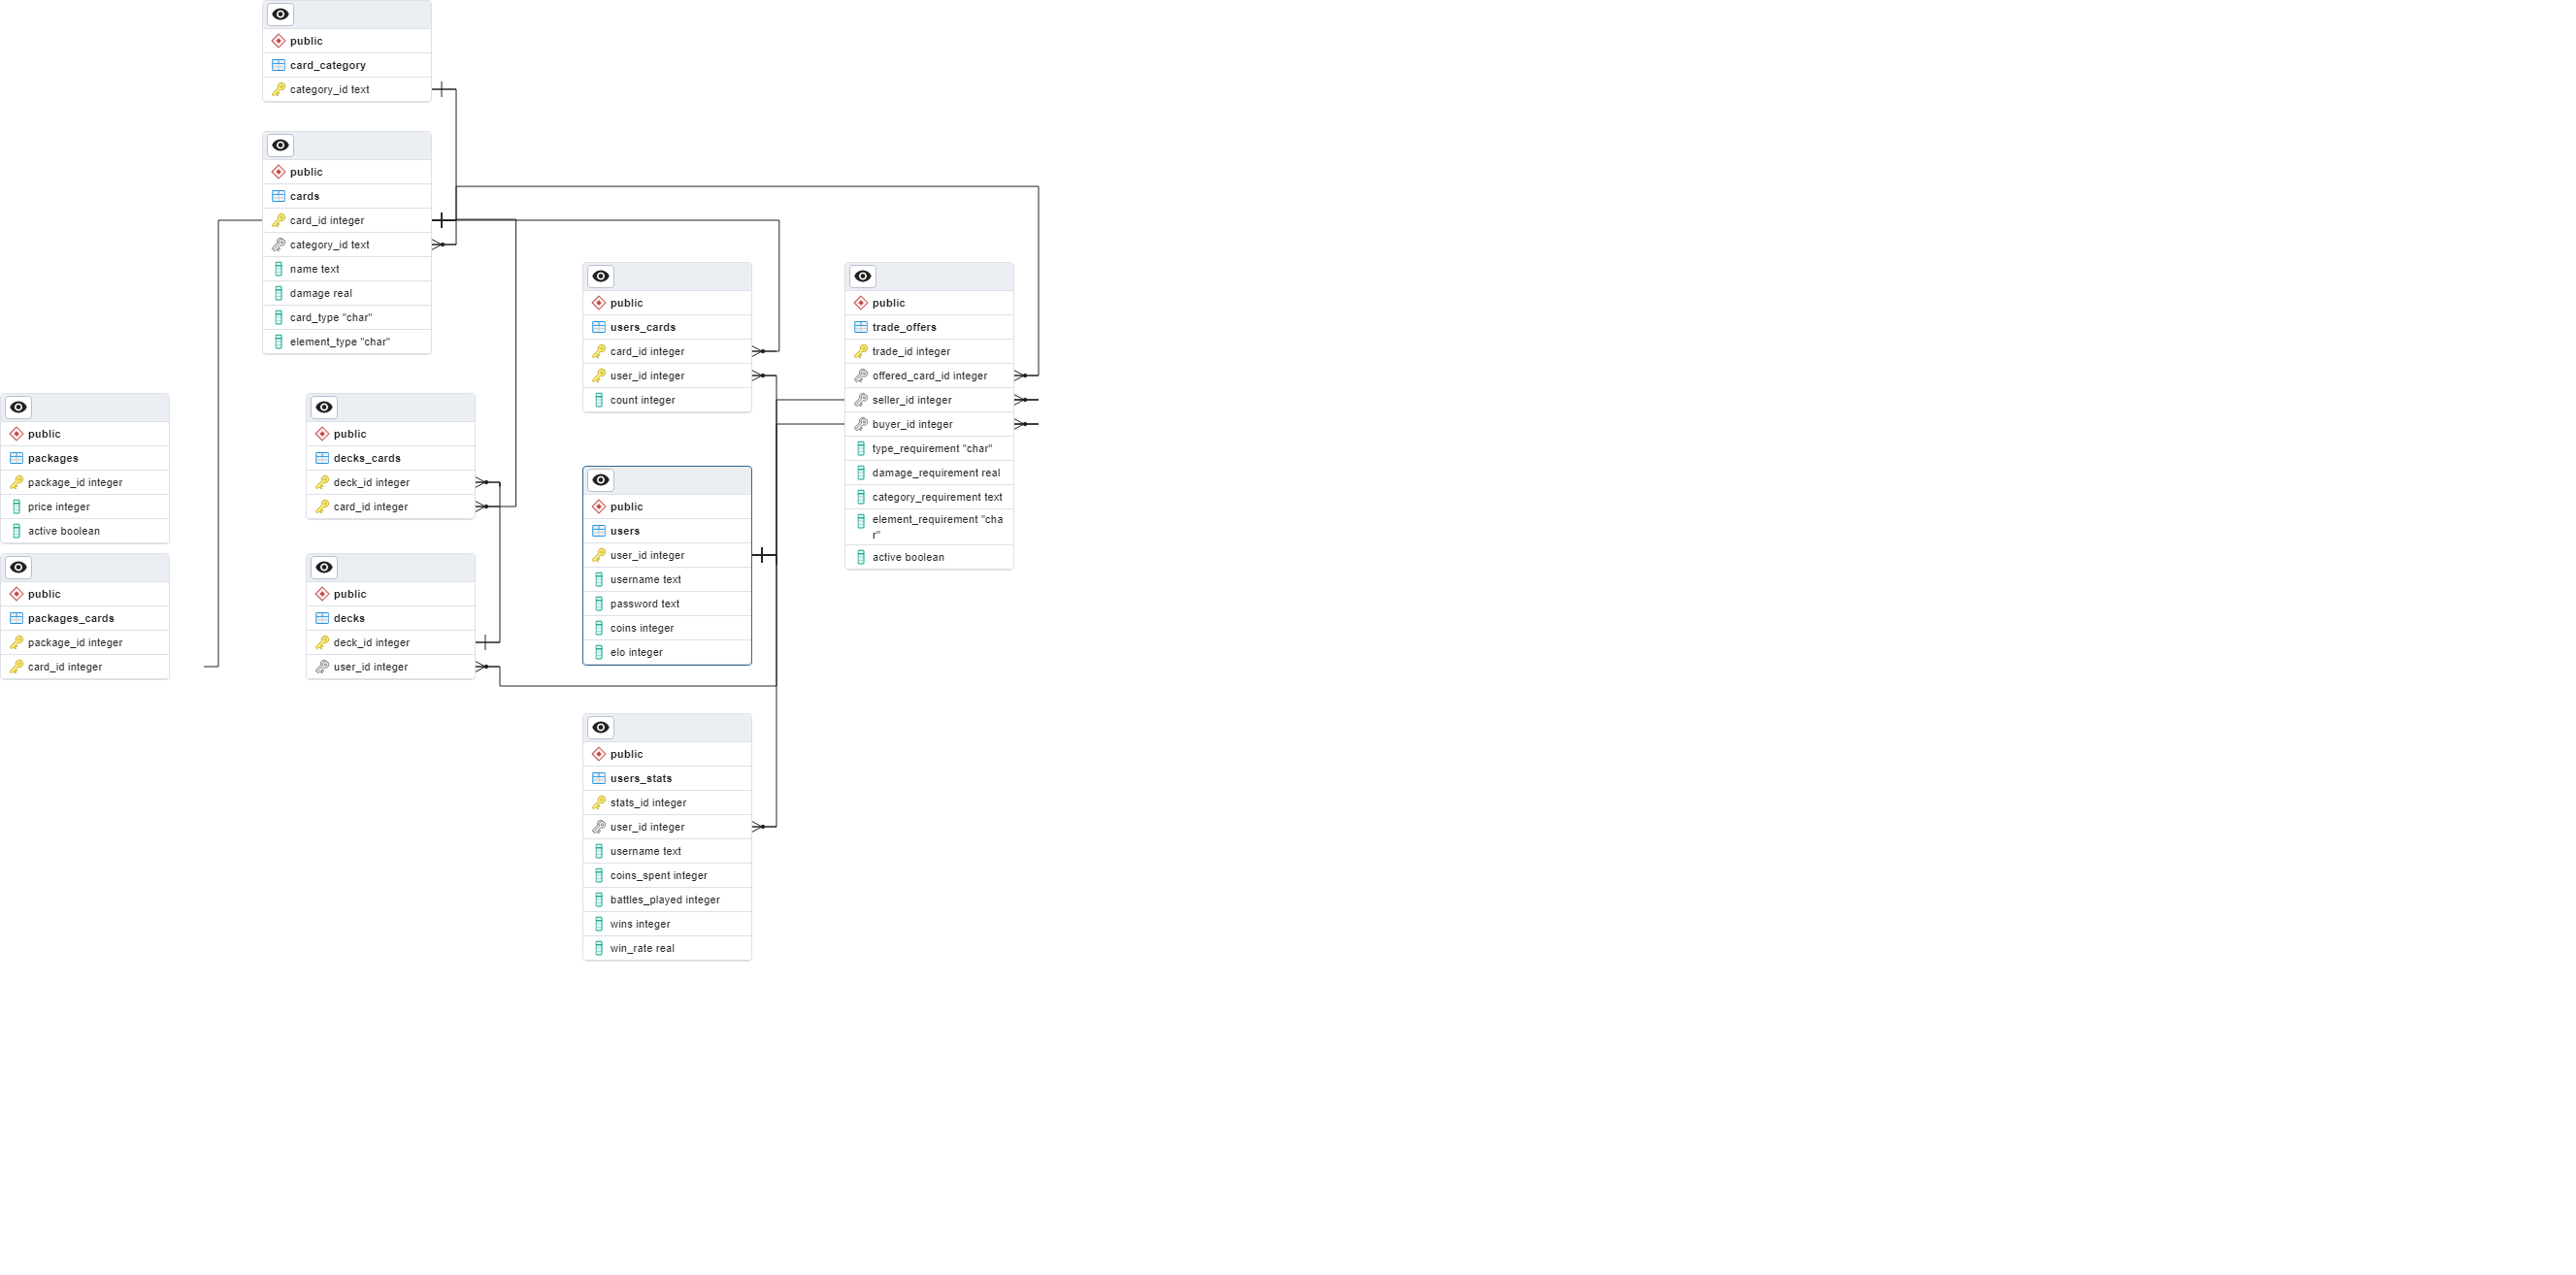 public
card_category
category_id text
public
cards
card_id integer
category_id text
name text
damage real
card_type "char"
element_type "char"
public
users_cards
card_id integer
user_id integer
count integer
public
trade_offers
trade_id integer
offered_card_id integer
seller_id integer
buyer_id integer
type_requirement "char"
damage_requirement real
category_requirement text
element_requirement "cha
r"
active boolean
public
packages
package_id integer
price integer
active boolean
public
decks_cards
deck_id integer
card_id integer
public
users
user_id integer
username text
password text
coins integer
elo integer
public
packages_cards
package_id integer
card_id integer
public
decks
deck_id integer
user_id integer
public
users_stats
stats_id integer
user_id integer
username text
coins_spent integer
battles_played integer
wins integer
win_rate real